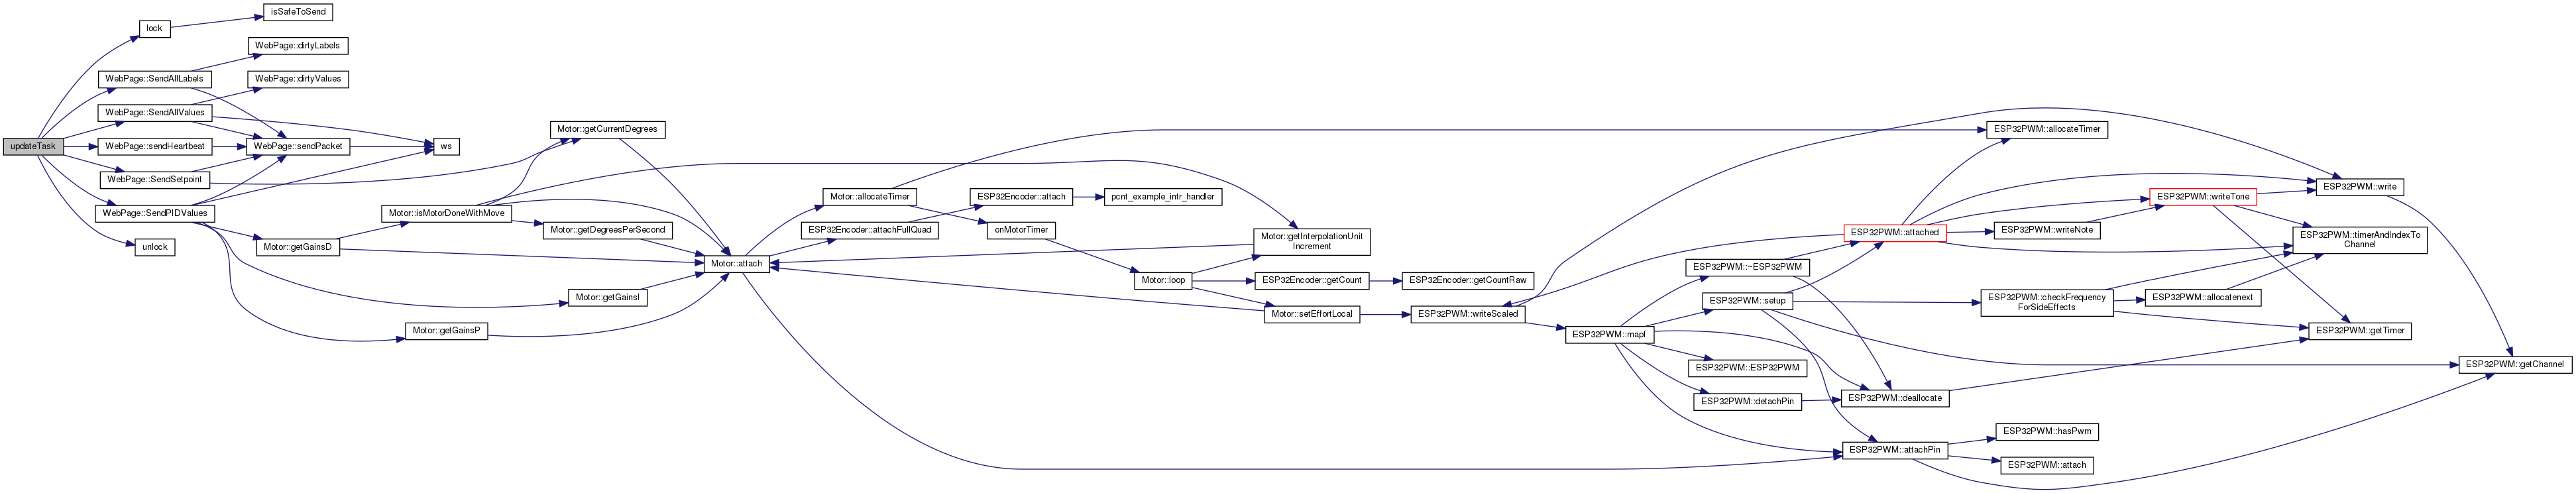 updateTask
lock
isSafeToSend
WebPage::SendAllLabels
WebPage::dirtyLabels
WebPage::SendAllValues
WebPage::dirtyValues
WebPage::sendHeartbeat
WebPage::sendPacket
ws
WebPage::SendSetpoint
WebPage::SendPIDValues
unlock
Motor::getGainsD
Motor::isMotorDoneWithMove
Motor::getGainsP
Motor::getCurrentDegrees
Motor::getDegreesPerSecond
Motor::getGainsI
Motor::attach
Motor::allocateTimer
ESP32Encoder::attachFullQuad
ESP32Encoder::attach
pcnt_example_intr_handler
onMotorTimer
Motor::loop
Motor::getInterpolationUnit
Increment
ESP32Encoder::getCount
ESP32Encoder::getCountRaw
Motor::setEffortLocal
ESP32PWM::writeScaled
ESP32PWM::mapf
ESP32PWM::~ESP32PWM
ESP32PWM::setup
ESP32PWM::ESP32PWM
ESP32PWM::detachPin
ESP32PWM::attached
ESP32PWM::deallocate
ESP32PWM::attachPin
ESP32PWM::allocateTimer
ESP32PWM::writeNote
ESP32PWM::checkFrequency
ForSideEffects
ESP32PWM::hasPwm
ESP32PWM::attach
ESP32PWM::writeTone
ESP32PWM::allocatenext
ESP32PWM::write
ESP32PWM::timerAndIndexTo
Channel
ESP32PWM::getTimer
ESP32PWM::getChannel